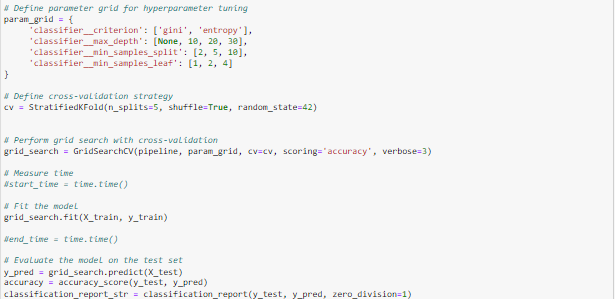 # Define parameter grid for hyperparameter tuning
param_grid = {
    'classifier__criterion': ['gini', 'entropy'],
    'classifier__max_depth': [None, 10, 20, 30],
    'classifier__min_samples_split': [2, 5, 10],
    'classifier__min_samples_leaf': [1, 2, 4]
}
# Define cross-validation strategy
cv = StratifiedKFold(n_splits=5, shuffle=True, random_state=42)
# Perform grid search with cross-validation
grid_search = GridSearchCV(pipeline, param_grid, cv=cv, scoring='accuracy', verbose=3)
# Measure time
#start_time = time.time()
# Fit the model
grid_search.fit(X_train, y_train)
#end_time = time.time()
# Evaluate the model on the test set
y_pred = grid_search.predict(X_test)
accuracy = accuracy_score(y_test, y_pred)
classification_report_str = classification_report(y_test, y_pred, zero_division=1)